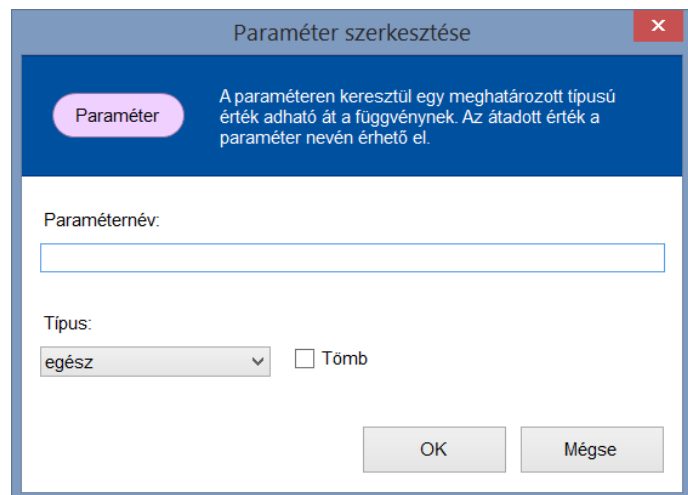 Paraméter szerkesztése
Paraméter
A paraméteren keresztül egy meghatározott típusú
érték adható át a függvénynek. Az átadott érték a
paraméter nevén érhető el.
Paraméternév:
Típus:
egész
Tömb
OK
Mégse